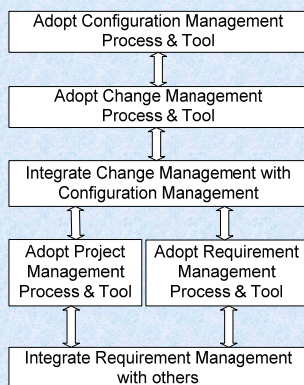 Adopt Configuration Management
Process & Tool
Adopt Change Management
Process & Tool
Integrate Change Management with
Configuration Management
Adopt Project
Management
Process & Tool
Adopt Requirement
Management
Process & Tool
Integrate Requirement Management
with others